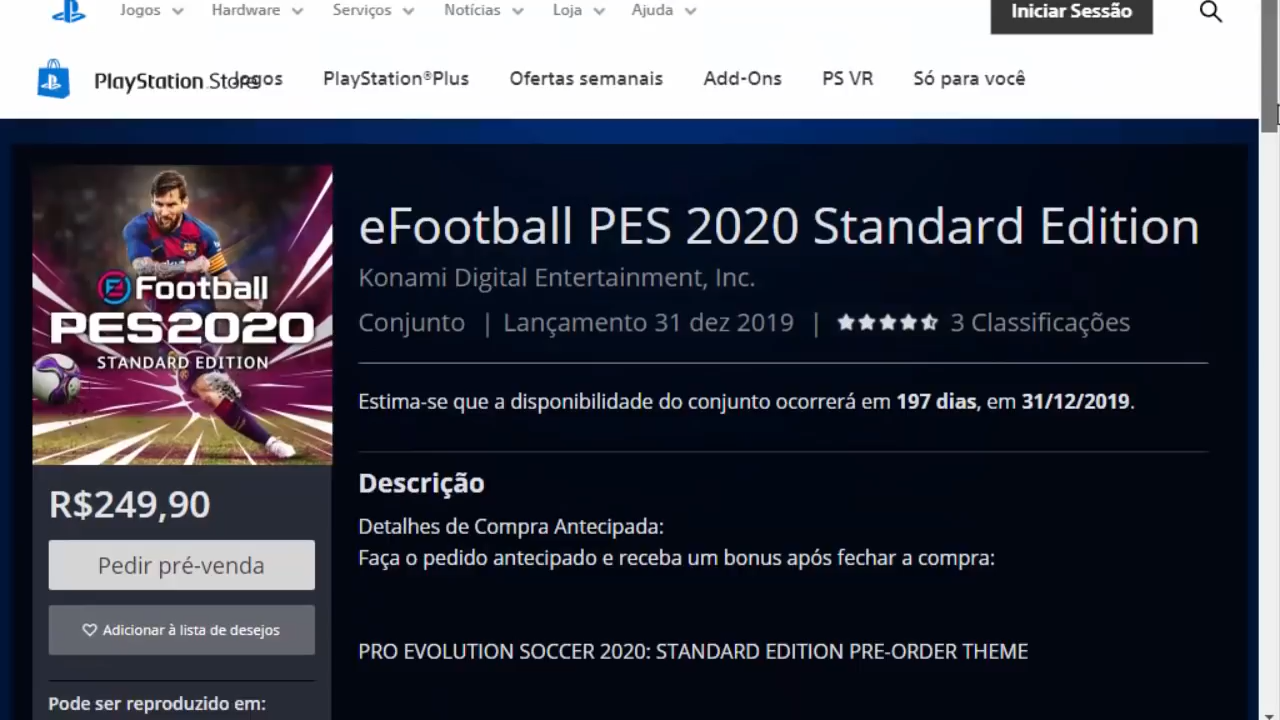 Jogos Hardware Serviços Notícias Loja Ajuda Iniciar Sessão
PlayStation Store Jogos PlayStation®Plus Ofertas semanais Add-Ons PS VR Só para você
eFootball
PES2020
STANDARD EDITION
R$249,90
Pedir pré-venda
Adicionar à lista de desejos
Pode ser reproduzido em:
eFootball PES 2020 Standard Edition
Konami Digital Entertainment, Inc.
Conjunto | Lançamento 31 dez 2019 | 3 Classificações
Estima-se que a disponibilidade do conjunto ocorrerá em 197 dias, em 31/12/2019.
Descrição
Detalhes de Compra Antecipada:
Faça o pedido antecipado e receba um bonus após fechar a compra:
PRO EVOLUTION SOCCER 2020: STANDARD EDITION PRE-ORDER THEME